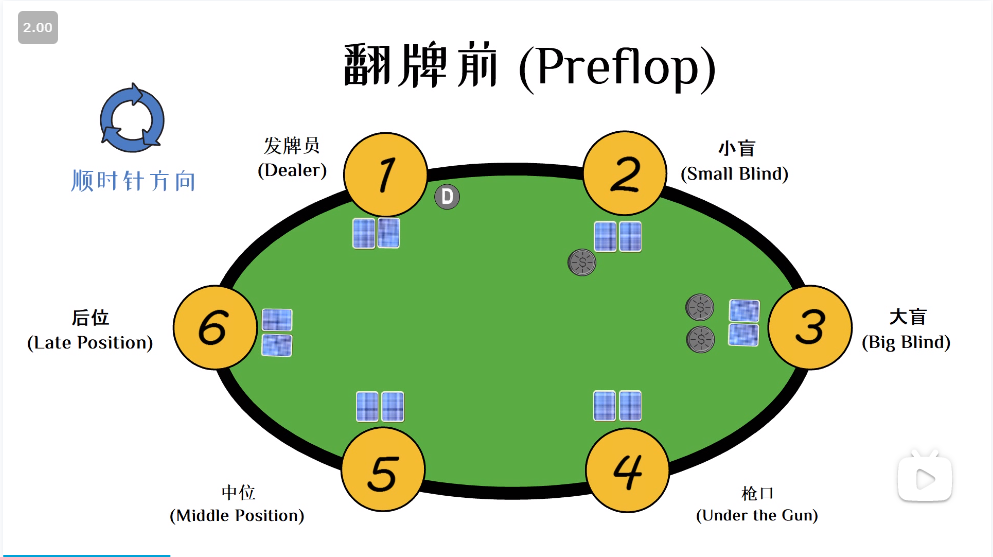 2.00
翻牌前 (Preflop)
顺时针方向
发牌员
(Dealer)
1
D
2
小盲
(Small Blind)
后位
(Late Position)
6
3
大盲
(Big Blind)
5
中位
(Middle Position)
4
枪口
(Under the Gun)